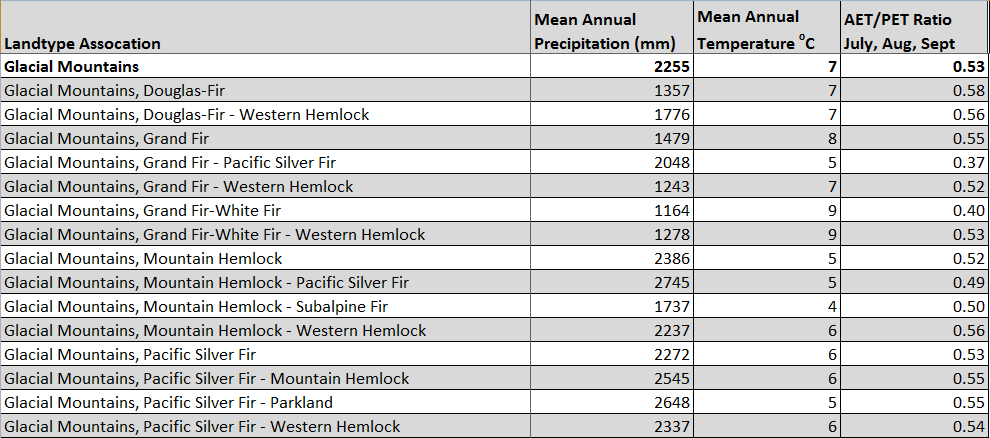 Landtype Assocation Mean Annual Precipitation (mm) Mean Annual Temperature ᵒC AET/PET Ratio July, Aug, Sept
Glacial Mountains 2255 7 0.53
Glacial Mountains, Douglas-Fir 1357 7 0.58
Glacial Mountains, Douglas-Fir - Western Hemlock 1776 7 0.56
Glacial Mountains, Grand Fir 1479 8 0.55
Glacial Mountains, Grand Fir - Pacific Silver Fir 2048 5 0.37
Glacial Mountains, Grand Fir - Western Hemlock 1243 7 0.52
Glacial Mountains, Grand Fir-White Fir 1164 9 0.40
Glacial Mountains, Grand Fir-White Fir - Western Hemlock 1278 9 0.53
Glacial Mountains, Mountain Hemlock 2386 5 0.52
Glacial Mountains, Mountain Hemlock - Pacific Silver Fir 2745 5 0.49
Glacial Mountains, Mountain Hemlock - Subalpine Fir 1737 4 0.50
Glacial Mountains, Mountain Hemlock - Western Hemlock 2237 6 0.56
Glacial Mountains, Pacific Silver Fir 2272 6 0.53
Glacial Mountains, Pacific Silver Fir - Mountain Hemlock 2545 6 0.55
Glacial Mountains, Pacific Silver Fir - Parkland 2648 5 0.55
Glacial Mountains, Pacific Silver Fir - Western Hemlock 2337 6 0.54